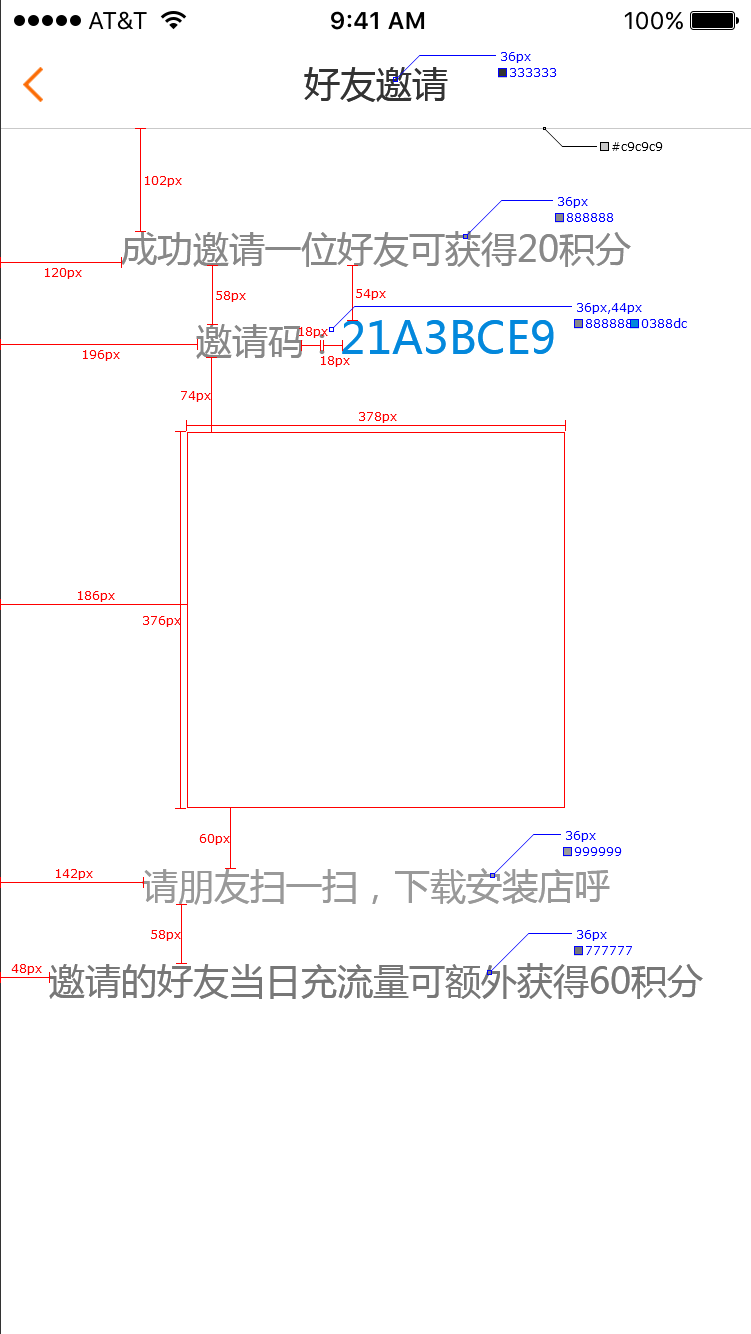 AT&T 9:41 AM 100%
好友邀请
36px
333333
#c9c9c9
102px
36px
888888
成功邀请一位好友可获得20积分
120px
58px
54px
36px,44px
888888 0388dc
邀请码: 21A3BCE9
18px
18px
196px
74px
378px
186px
376px
60px
36px
999999
142px
请朋友扫一扫，下载安装店呼
58px
36px
777777
48px
邀请的好友当日充流量可额外获得60积分